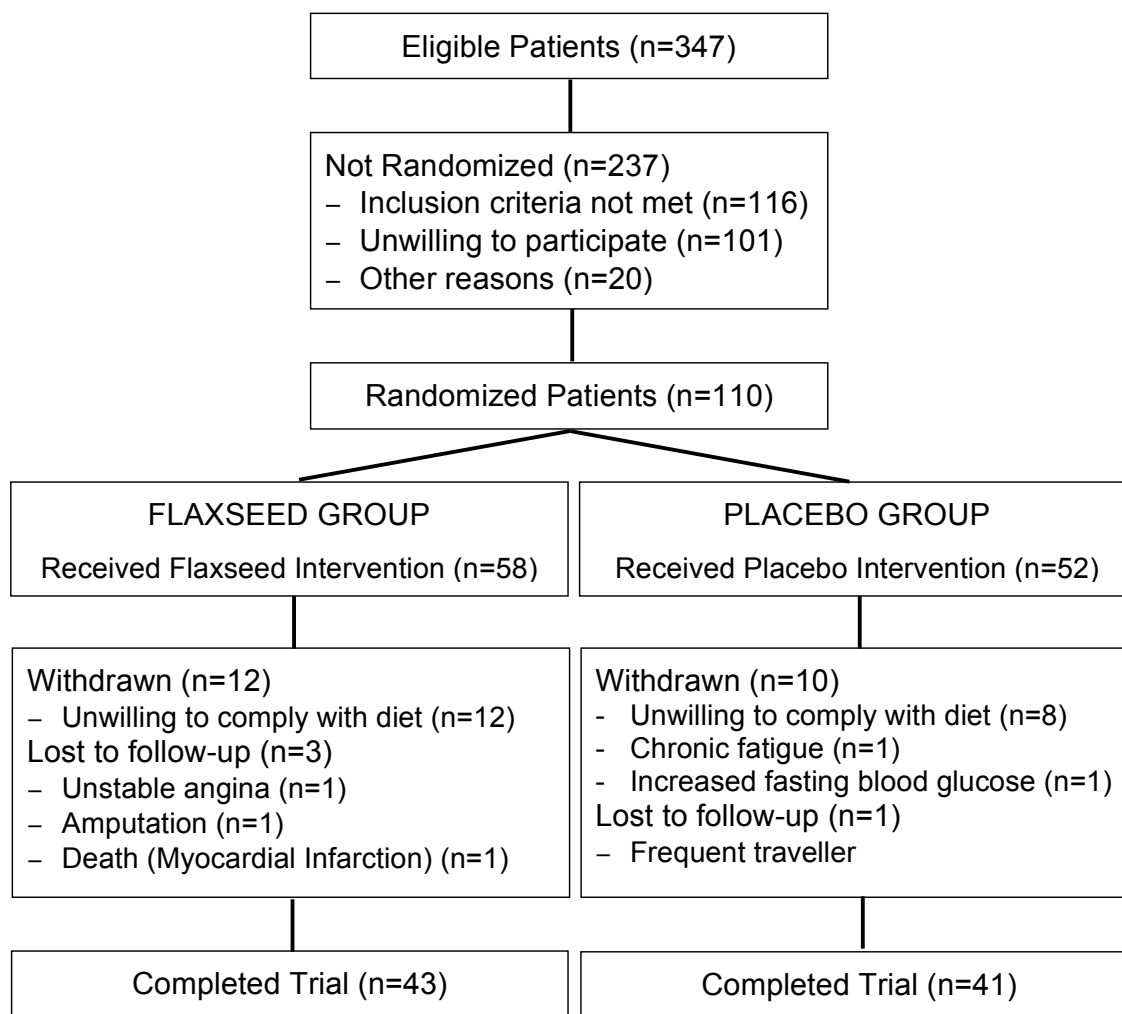 Eligible Patients (n=347)
Not Randomized (n=237)
– Inclusion criteria not met (n=116)
– Unwilling to participate (n=101)
– Other reasons (n=20)
Randomized Patients (n=110)
FLAXSEED GROUP
Received Flaxseed Intervention (n=58)
PLACEBO GROUP
Received Placebo Intervention (n=52)
Withdrawn (n=12)
– Unwilling to comply with diet (n=12)
Lost to follow-up (n=3)
– Unstable angina (n=1)
– Amputation (n=1)
– Death (Myocardial Infarction) (n=1)
Withdrawn (n=10)
- Unwilling to comply with diet (n=8)
- Chronic fatigue (n=1)
- Increased fasting blood glucose (n=1)
Lost to follow-up (n=1)
– Frequent traveller
Completed Trial (n=43)
Completed Trial (n=41)